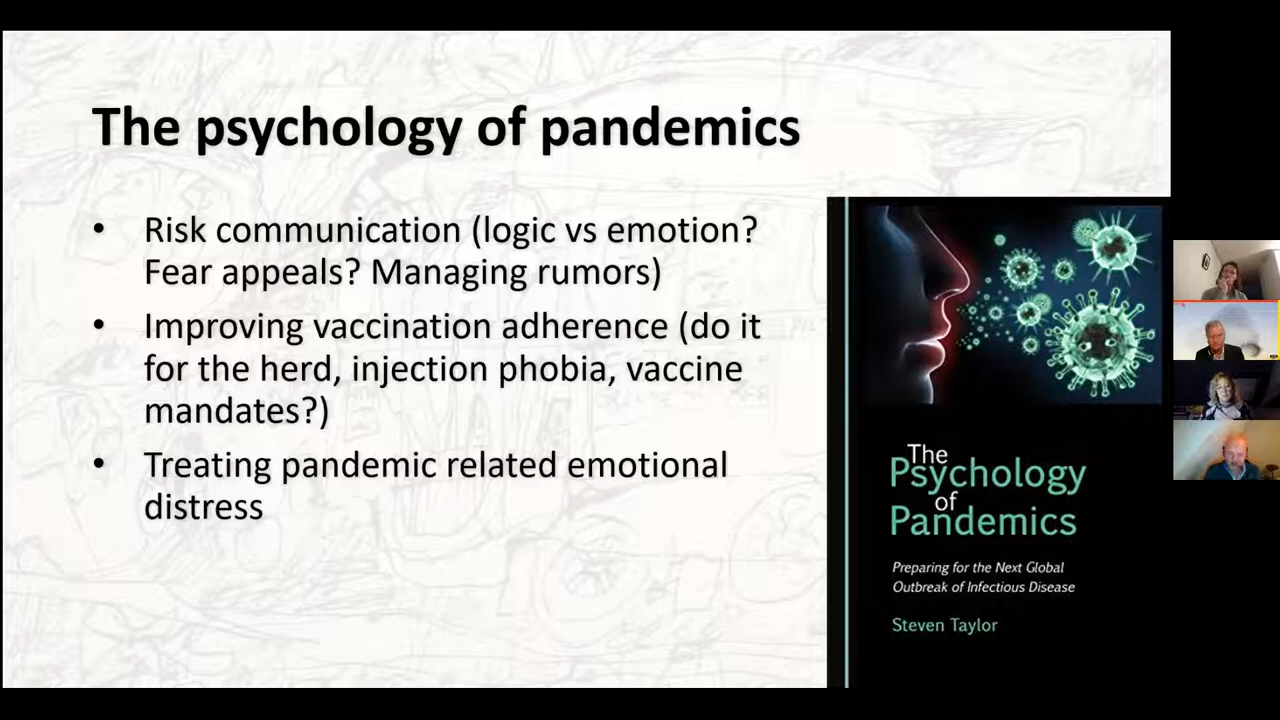 The psychology of pandemics
• Risk communication (logic vs emotion?
Fear appeals? Managing rumors)
• Improving vaccination adherence (do it
for the herd, injection phobia, vaccine
mandates?)
• Treating pandemic related emotional
distress
The
Psychology
of
Pandemics
Preparing for the Next Global
Outbreak of Infectious Disease
Steven Taylor